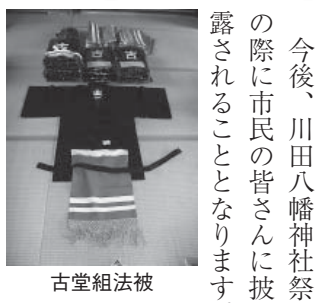 今後、川田八幡神社祭
の際に市民の皆さんに披
露されることとなります
古堂組法被